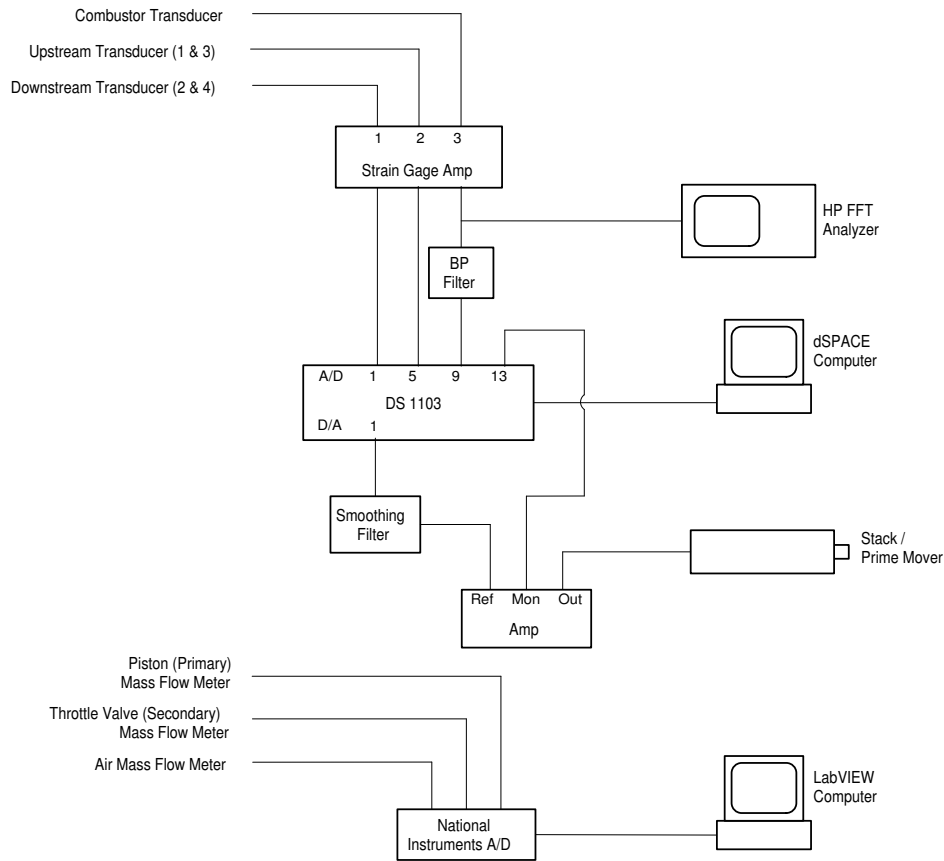 Combustor Transducer
Upstream Transducer (1 & 3)
Downstream Transducer (2 & 4)
1 2 3
Strain Gage Amp
HP FFT
Analyzer
BP
Filter
dSPACE
Computer
A/D 1 5 9 13
DS 1103
D/A 1
Smoothing
Filter
Stack /
Prime Mover
Ref Mon Out
Amp
Piston (Primary)
Mass Flow Meter
Throttle Valve (Secondary)
Mass Flow Meter
Air Mass Flow Meter
LabVIEW
Computer
National
Instruments A/D